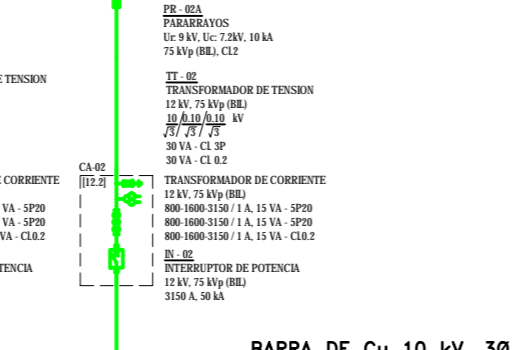 PR - 02A
PARARRAYOS
Ur: 9 kV, Uc: 7.2kV, 10 kA
75 kVp (BIL), CL2
TT - 02
TRANSFORMADOR DE TENSION
12 kV, 75 kVp (BIL)
10/0.10/0.10 kV
√3/ √3/ √3
30 VA - CL 3P
30 VA - CL 0.2
E TENSION
CA-02
[12.2]
E CORRIENTE
VA - 5P20
VA - 5P20
VA - CL0.2
TENCIA
TRANSFORMADOR DE CORRIENTE
12 kV, 75 kVp (BIL)
800-1600-3150 / 1 A, 15 VA - 5P20
800-1600-3150 / 1 A, 15 VA - 5P20
800-1600-3150 / 1 A, 15 VA - CL0.2
IN - 02
INTERRUPTOR DE POTENCIA
12 kV, 75 kVp (BIL)
3150 A, 50 kA
BARRA DE Cu 10 kV, 3Ø